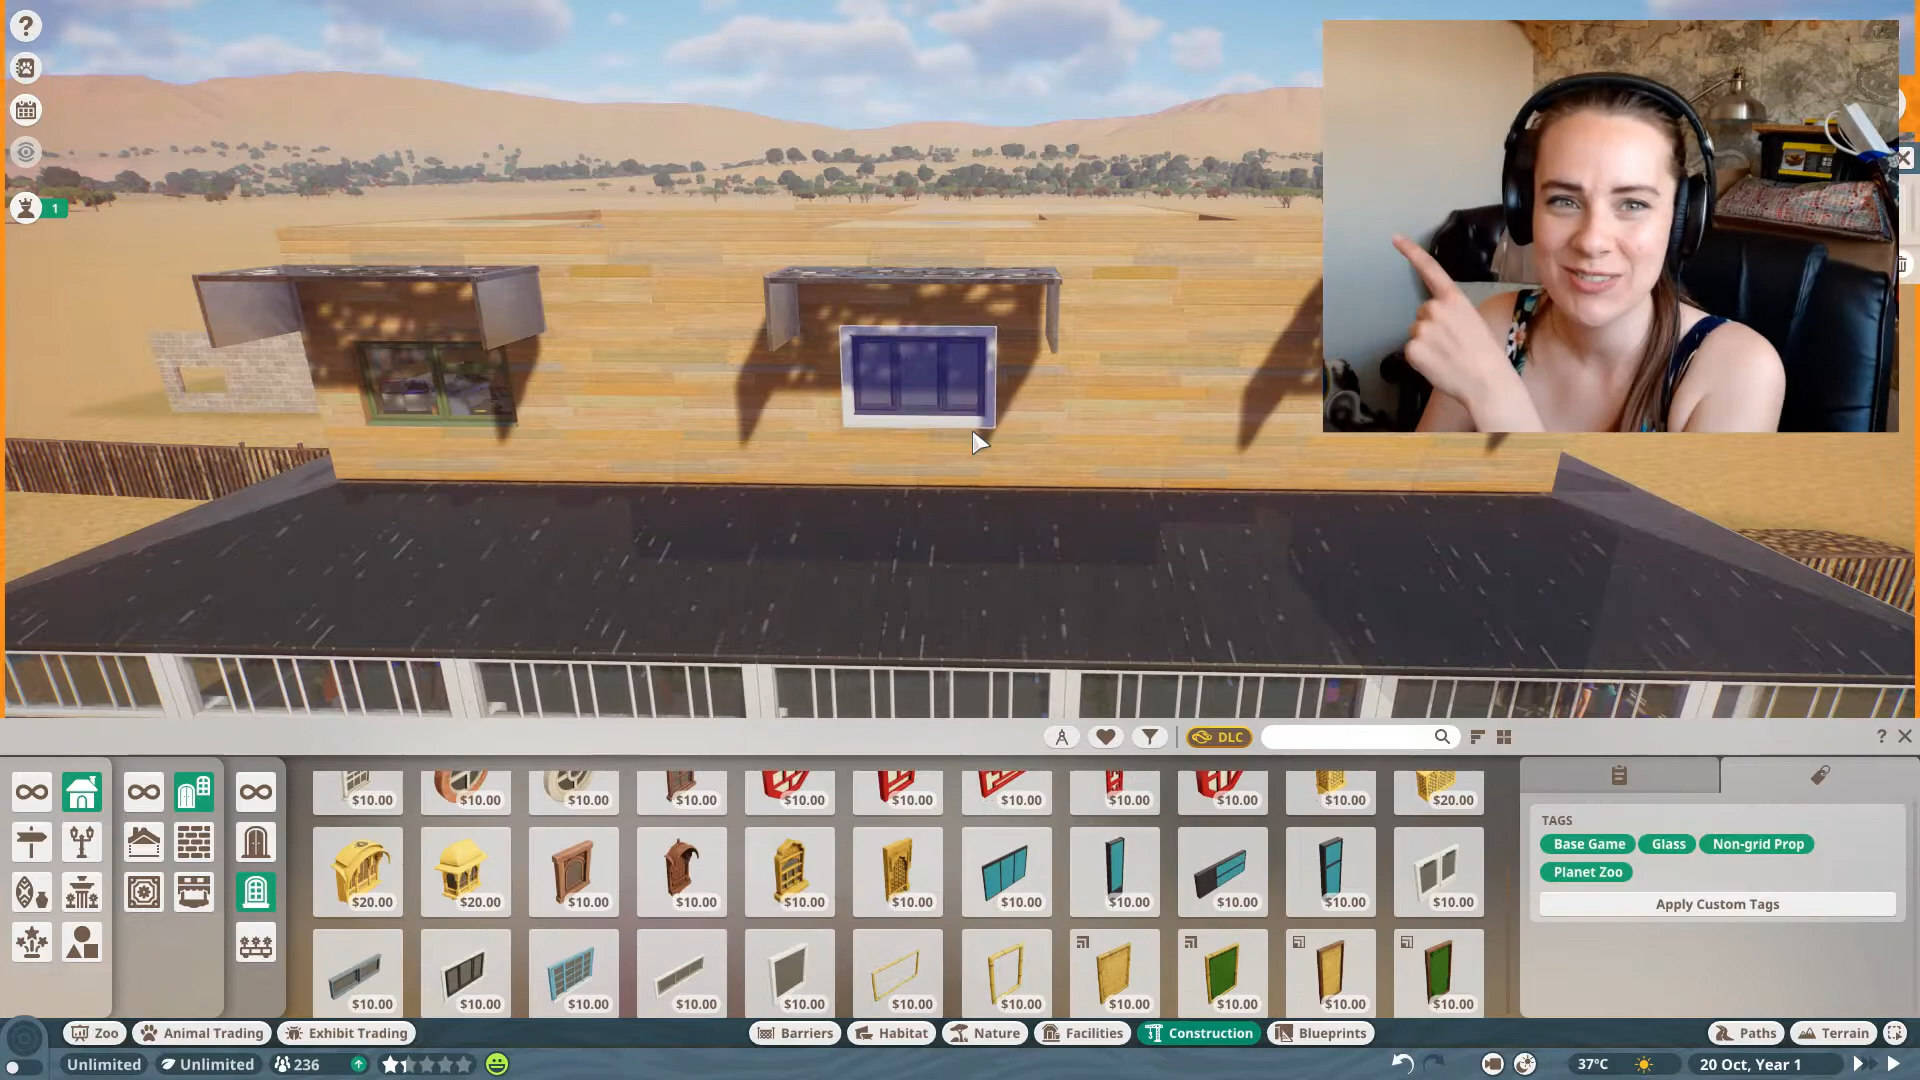 ?
1
DLC
?
$10.00 $10.00 $10.00 $10.00 $10.00 $10.00 $10.00 $10.00 $10.00 $10.00 $20.00
$20.00 $20.00 $10.00 $10.00 $10.00 $10.00 $10.00 $10.00 $10.00 $10.00 $10.00
$10.00 $10.00 $10.00 $10.00 $10.00 $10.00 $10.00 $10.00 $10.00 $10.00 $10.00
TAGS
Base Game Glass Non-grid Prop
Planet Zoo
Apply Custom Tags
Zoo Animal Trading Exhibit Trading Barriers Habitat Nature Facilities Construction Blueprints Paths Terrain
Unlimited Unlimited 236 37°C 20 Oct, Year 1